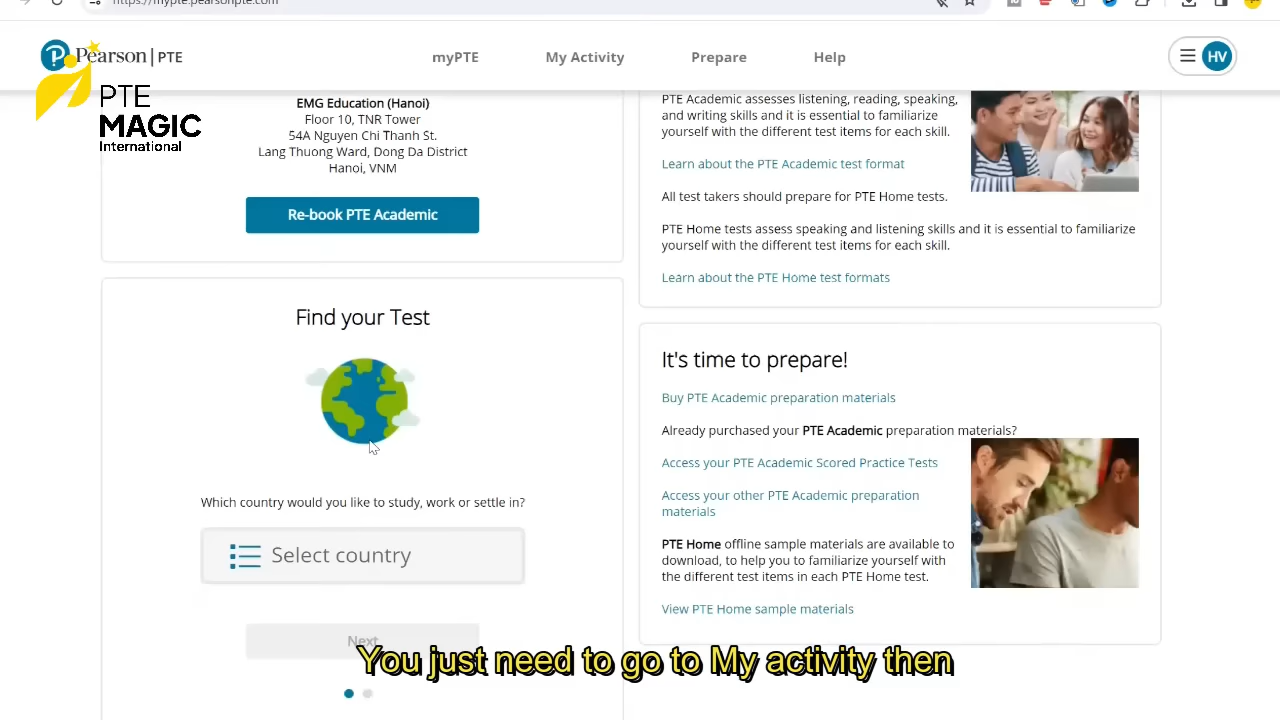 https://mypte.pearsonpte.com
Pearson | PTE
myPTE
My Activity
Prepare
Help
HV
PTE
MAGIC
International
EMG Education (Hanoi)
Floor 10, TNR Tower
54A Nguyen Chi Thanh St.
Lang Thuong Ward, Dong Da District
Hanoi, VNM
Re-book PTE Academic
Find your Test
Which country would you like to study, work or settle in?
Select country
Next
PTE Academic assesses listening, reading, speaking,
and writing skills and it is essential to familiarize
yourself with the different test items for each skill.
Learn about the PTE Academic test format
All test takers should prepare for PTE Home tests.
PTE Home tests assess speaking and listening skills and it is essential to familiarize
yourself with the different test items for each skill.
Learn about the PTE Home test formats
It's time to prepare!
Buy PTE Academic preparation materials
Already purchased your PTE Academic preparation materials?
Access your PTE Academic Scored Practice Tests
Access your other PTE Academic preparation
materials
PTE Home offline sample materials are available to
download, to help you to familiarize yourself with
the different test items in each PTE Home test.
View PTE Home sample materials
You just need to go to My activity then